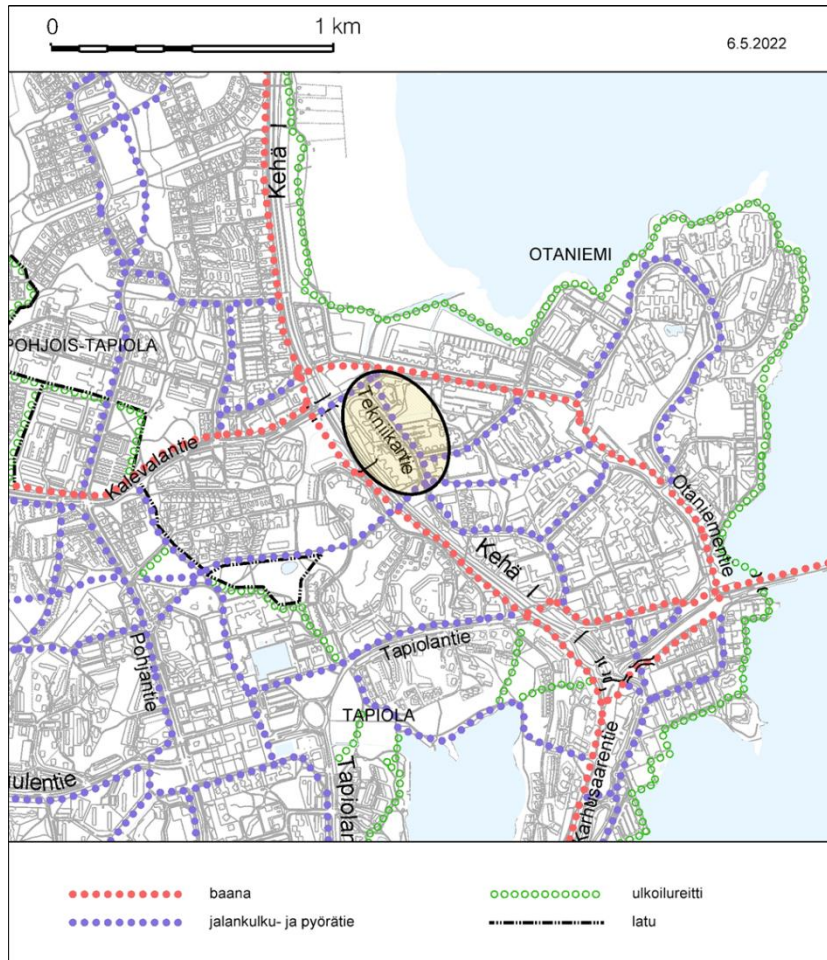 0
1 km
6.5.2022
Kehä I
OTANIEMI
POHJOIS-TAPIOLA
Tekniikantie
Kalevalantie
Otaniementie
Kehä I
Tapiolantie
Pohjantie
TAPIOLA
ulentie
Tapiolan
Karhusaarentie
baana
ulkoilureitti
jalankulku- ja pyörätie
latu